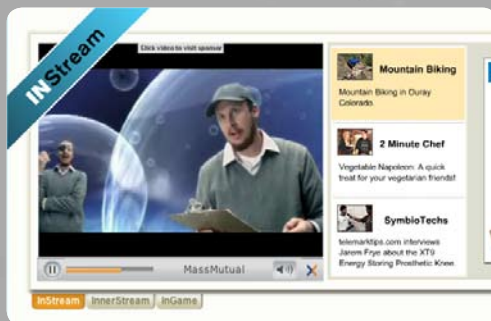 INStream
Click video to visit sponsor
Mountain Biking
Mountain Biking in Ouray
Colorado.
2 Minute Chef
Vegetable Napoleon. A quick
treat for your vegetarian friends!
SymbioTechs
telemarktips.com interviews
Jarem Frye about the XT9
Energy Storing Prosthetic Knee.
MassMutual
InStream
InnerStream
InGame